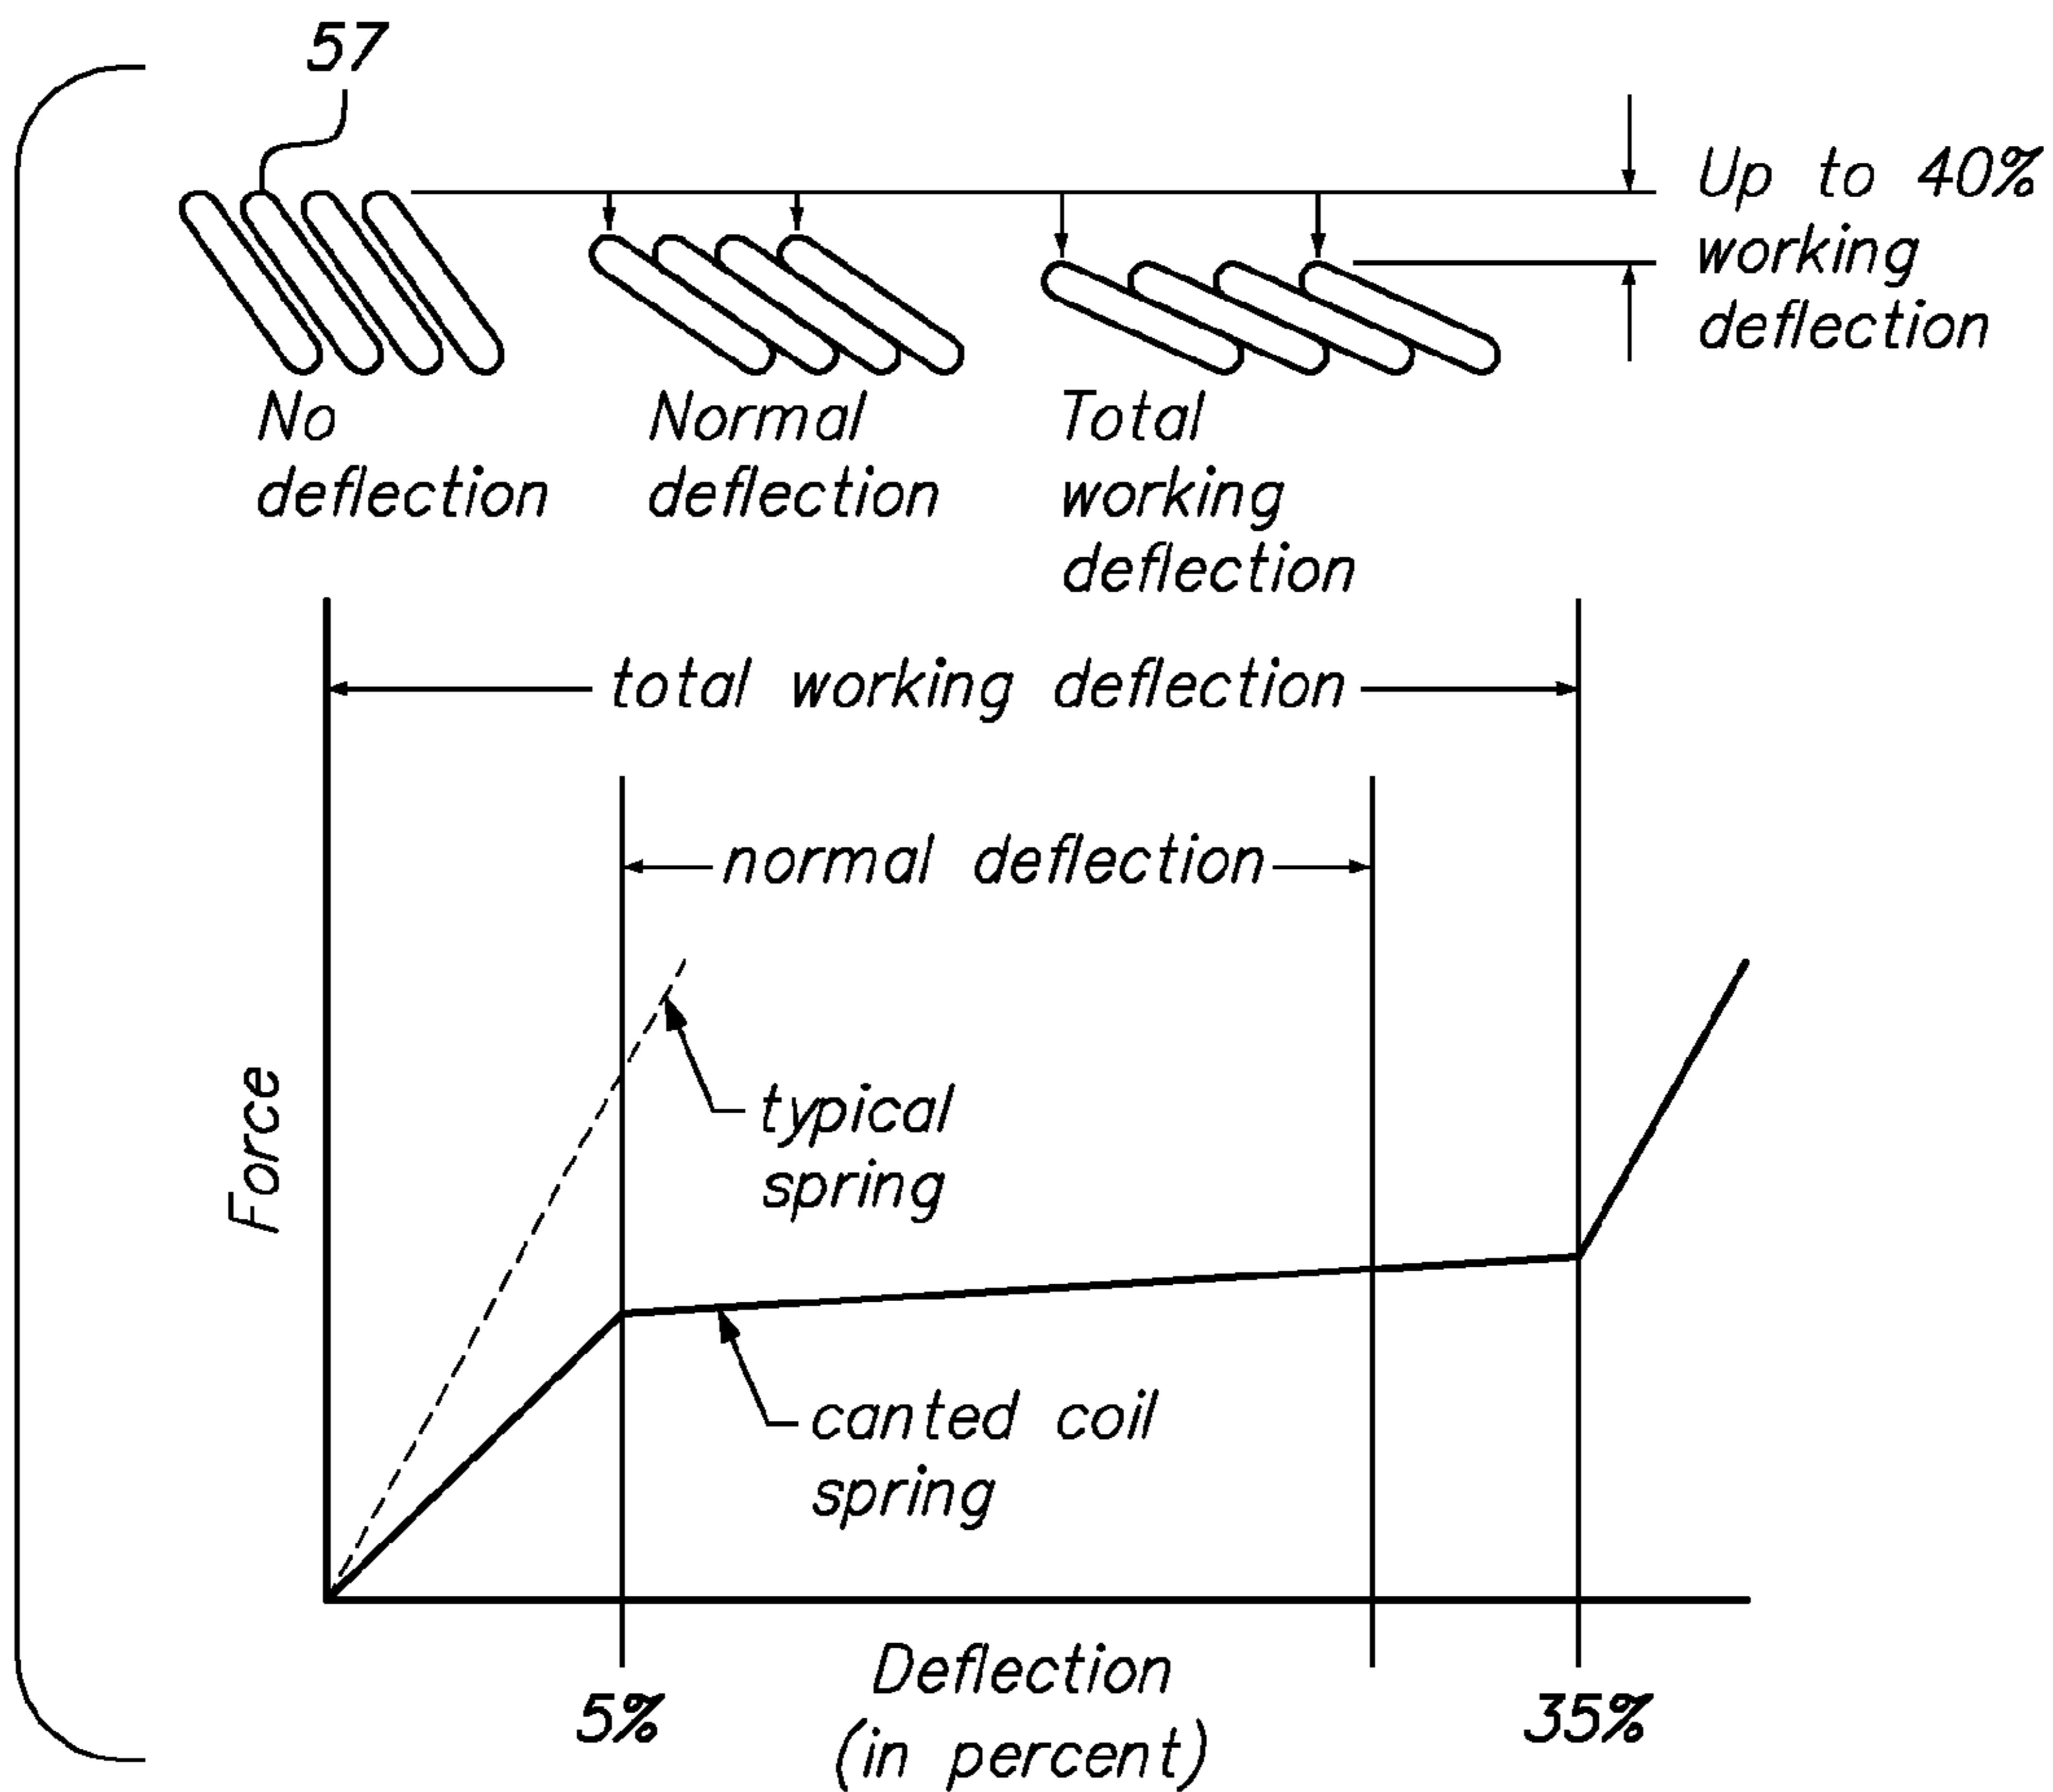 57
Up to 40%
working
deflection
No
deflection
Normal
deflection
Total
working
deflection
total working deflection
normal deflection
typical
spring
Force
canted coil
spring
5%
Deflection
(in percent)
35%